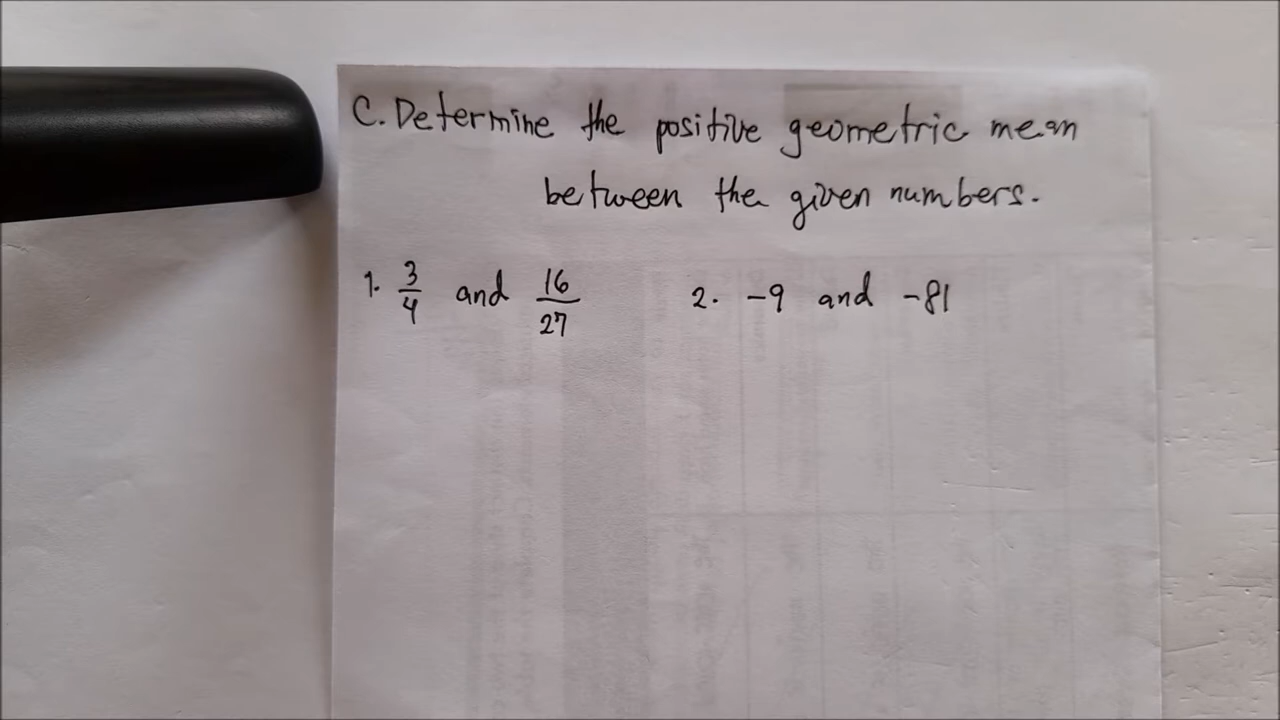 C. Determine the positive geometric mean
between the given numbers.
1. 3/4 and 16/27 2. -9 and -81